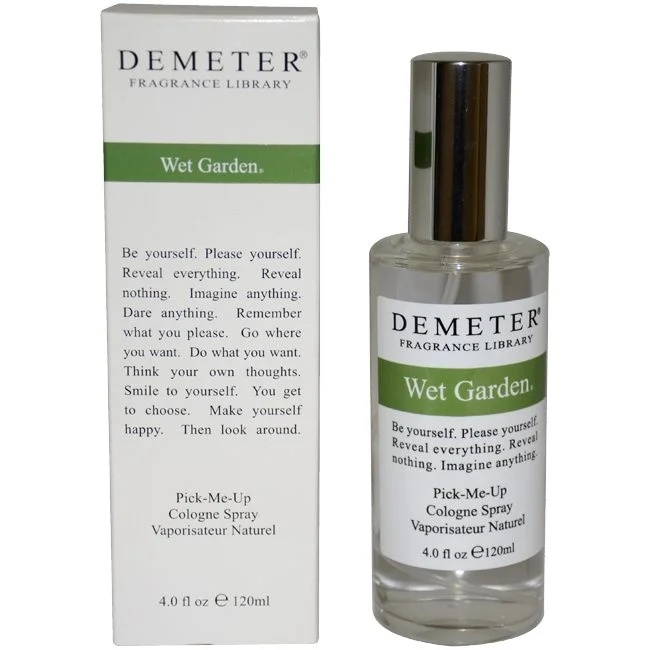 DEMETER®
FRAGRANCE LIBRARY
Wet Garden®
Be yourself. Please yourself.
Reveal everything. Reveal
nothing. Imagine anything.
Dare anything. Remember
what you please. Go where
you want. Do what you want.
Think your own thoughts.
Smile to yourself. You get
to choose. Make yourself
happy. Then look around.
Pick-Me-Up
Cologne Spray
Vaporisateur Naturel
4.0 fl oz ℮ 120ml
DEMETER®
FRAGRANCE LIBRARY
Wet Garden®
Be yourself. Please yourself.
Reveal everything. Reveal
nothing. Imagine anything.
Pick-Me-Up
Cologne Spray
Vaporisateur Naturel
4.0 fl oz ℮ 120ml